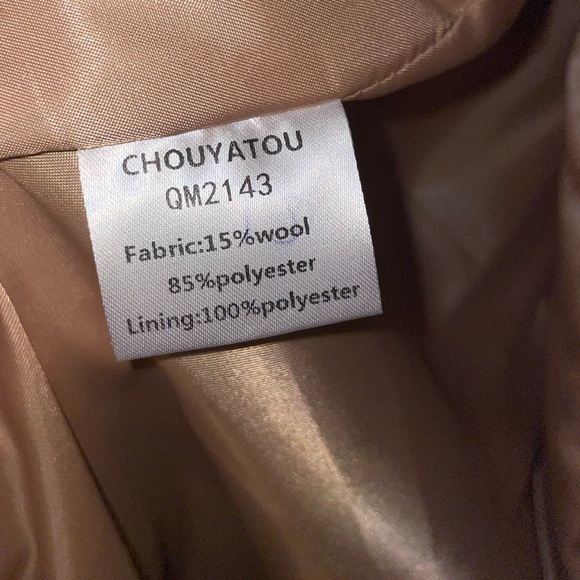 CHOUYATOU
QM2143
Fabric:15%wool
85%polyester
Lining:100%polyester